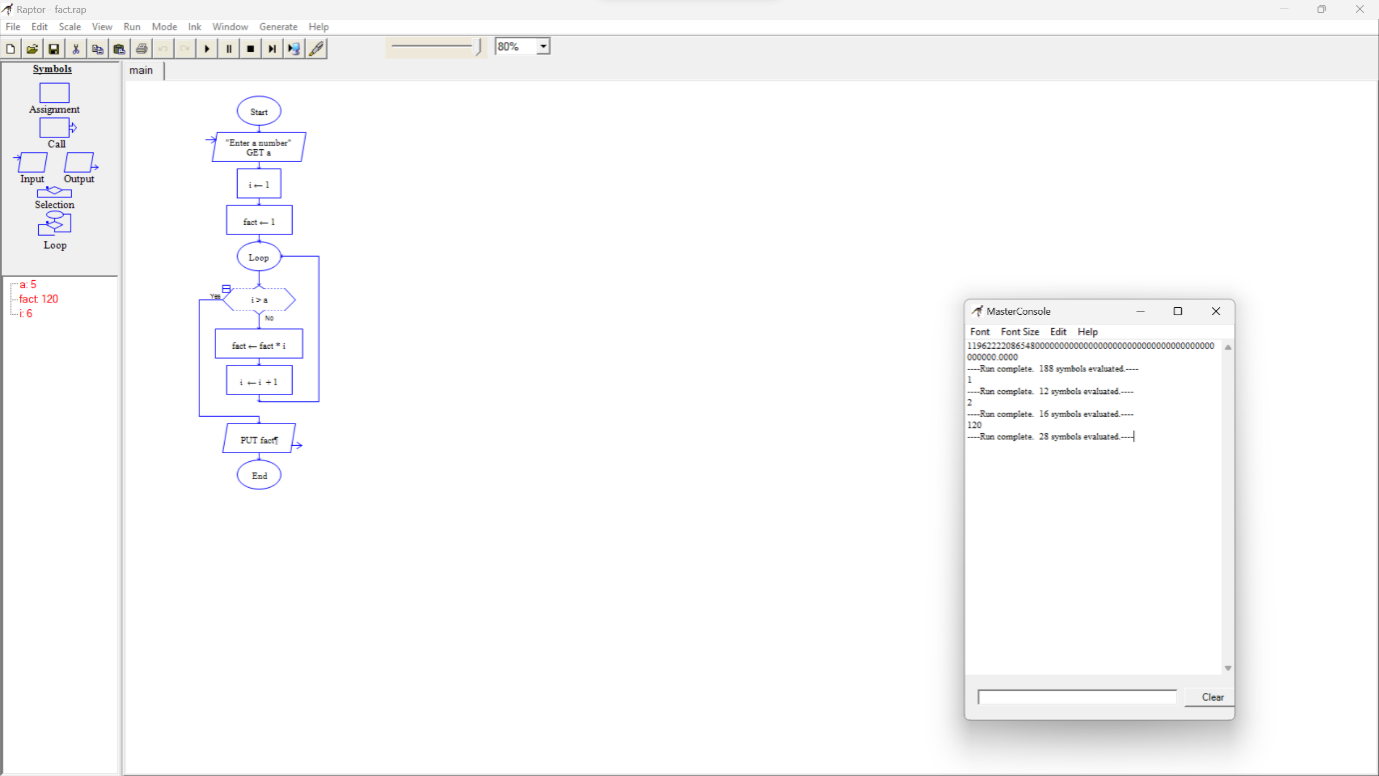 Raptor - fact.rap
File Edit Scale View Run Mode Ink Window Generate Help
80%
Symbols
main
Assignment
Call
Input Output
Selection
Loop
a: 5
fact: 120
i: 6
Start
"Enter a number"
GET a
i ← 1
fact ← 1
Loop
i > a
Yes
No
fact ← fact * i
i ← i + 1
PUT fact¶
End
MasterConsole
Font Font Size Edit Help
----Run complete. 188 symbols evaluated.----
1
----Run complete. 12 symbols evaluated.----
2
----Run complete. 16 symbols evaluated.----
120
----Run complete. 28 symbols evaluated.----
Clear